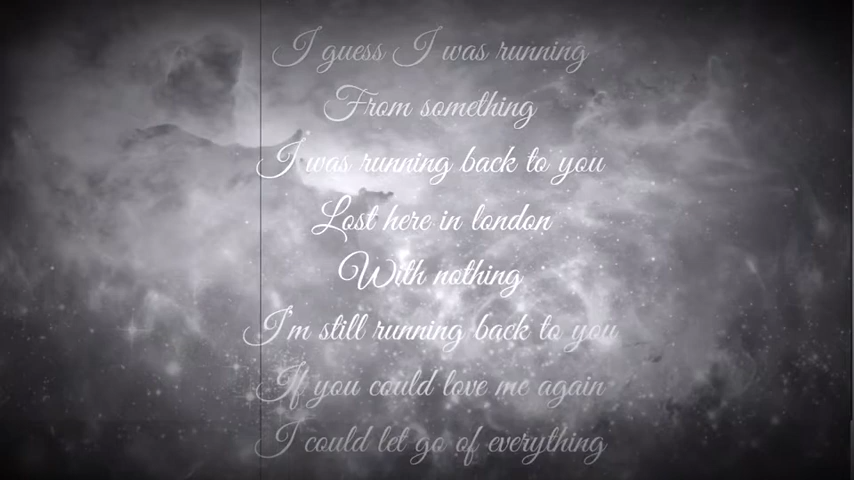 I guess I was running
From something
I was running back to you
Lost here in london
With nothing
I'm still running back to you
If you could love me again
I could let go of everything